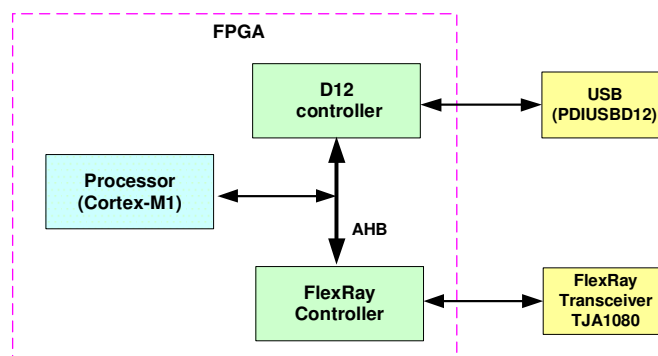 FPGA
D12
controller
USB
(PDIUSBD12)
Processor
(Cortex-M1)
AHB
FlexRay
Controller
FlexRay
Transceiver
TJA1080